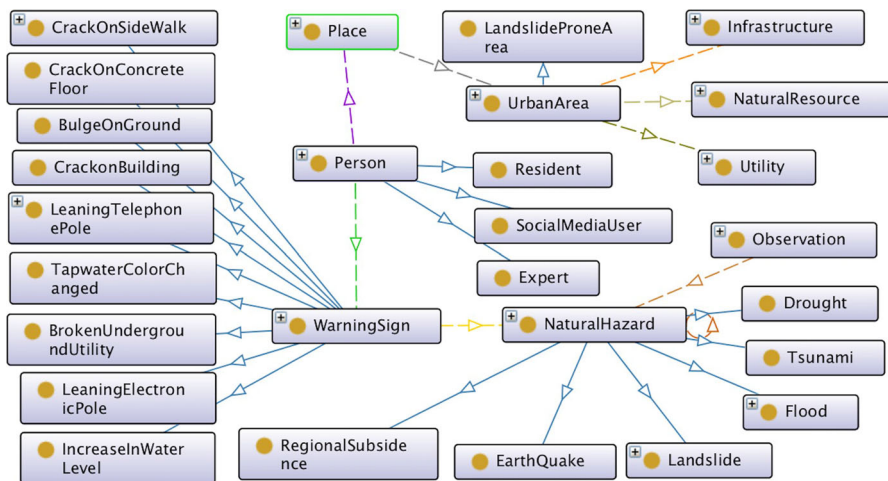 CrackOnSideWalk
CrackOnConcrete
Floor
BulgeOnGround
CrackonBuilding
LeaningTelephon
ePole
TapwaterColorCh
anged
BrokenUndergrou
ndUtility
LeaningElectron
icPole
IncreaseInWater
Level
Place
Person
WarningSign
LandslideProneA
rea
UrbanArea
Infrastructure
NaturalResource
Utility
Resident
SocialMediaUser
Expert
Observation
NaturalHazard
Drought
Tsunami
Flood
RegionalSubside
nce
EarthQuake
Landslide